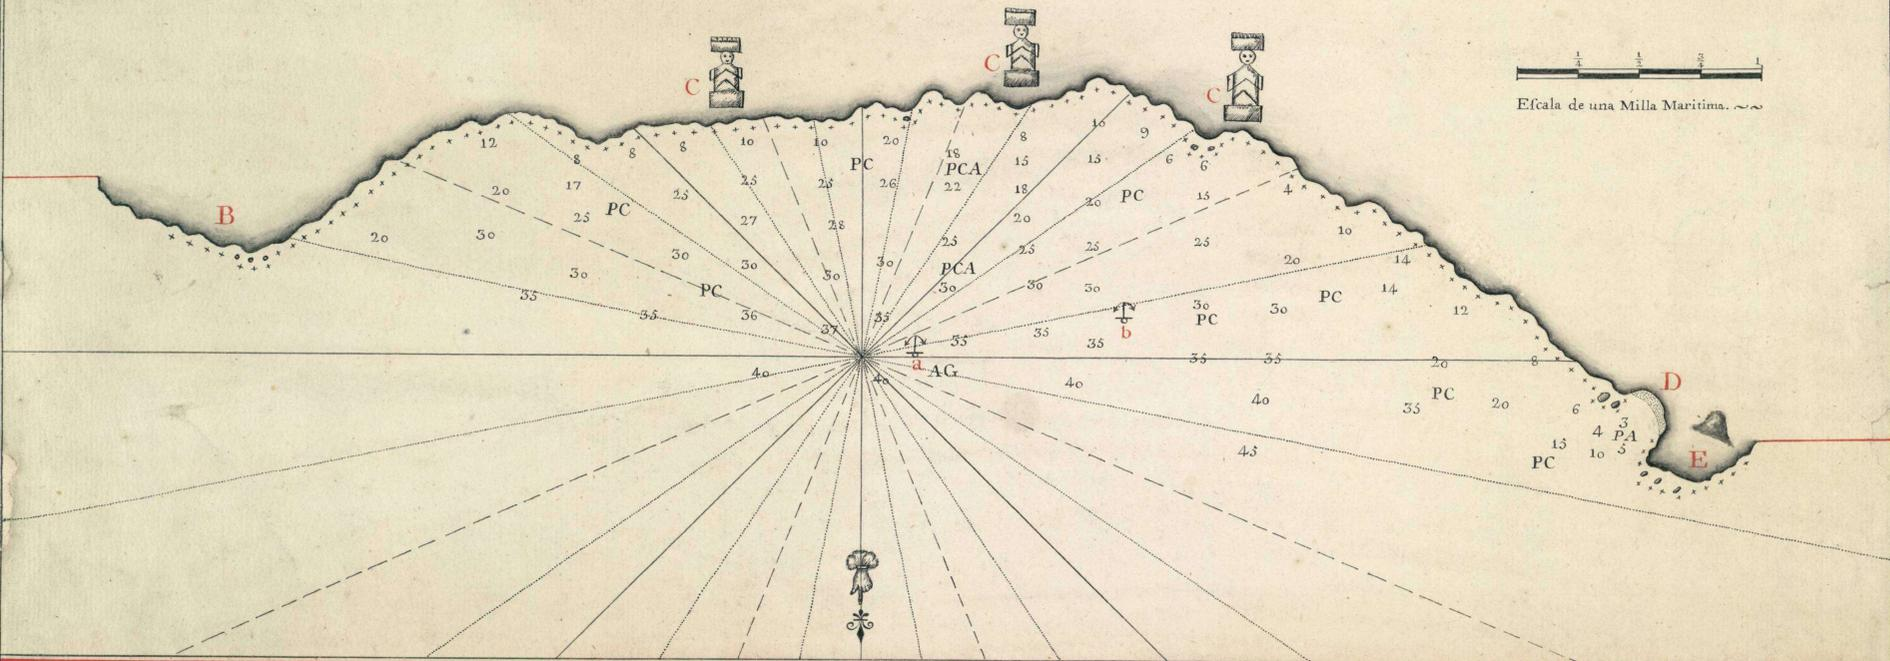 C
C
C
1/4 1/2 3/4 1
Eſcala de una Milla Maritima.
B
12 8 8 8 10 10 20 18 8 10 9
PC PCA 15 15 6 6
20 17 25 25 25 26 22 18 15 4
PC PC
25 27 28 20 20 10
20 30 30 30 30 25 25 25 25 20 14
PC PCA
30 30 30 30 30 14
35 35 36 37 35 PC
30 30 12
a b PC
35 35 35 35 35 20 8
40 40 AG 40 40 D
PC
35 20 6 3
4 PA
45 15 10 5
PC E